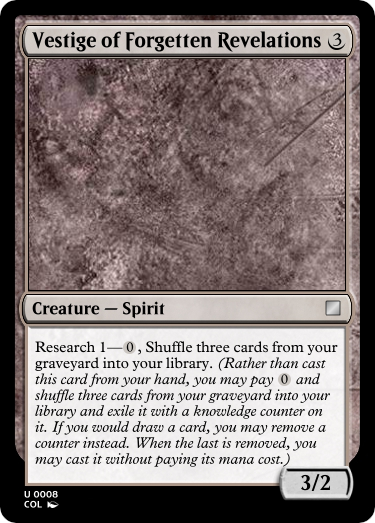 Vestige of Forgetten Revelations 3
Creature — Spirit
Research 1—0, Shuffle three cards from your
graveyard into your library. (Rather than cast
this card from your hand, you may pay 0 and
shuffle three cards from your graveyard into your
library and exile it with a knowledge counter on
it. If you would draw a card, you may remove a
counter instead. When the last is removed, you
may cast it without paying its mana cost.)
3/2
U 0008
COL